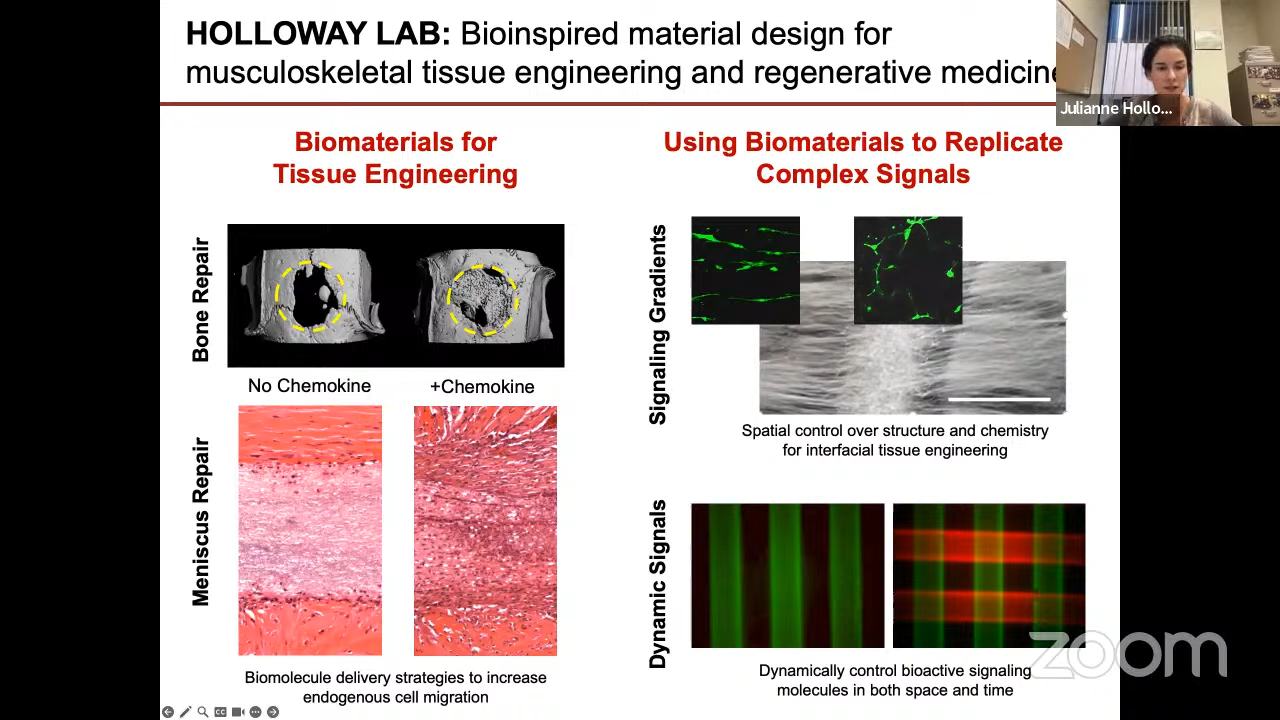 HOLLOWAY LAB: Bioinspired material design for
musculoskeletal tissue engineering and regenerative medicine
Julianne Hollo...
Biomaterials for
Tissue Engineering
Bone Repair
No Chemokine
+Chemokine
Meniscus Repair
Biomolecule delivery strategies to increase
endogenous cell migration
Using Biomaterials to Replicate
Complex Signals
Signaling Gradients
Spatial control over structure and chemistry
for interfacial tissue engineering
Dynamic Signals
Dynamically control bioactive signaling
molecules in both space and time
zoom